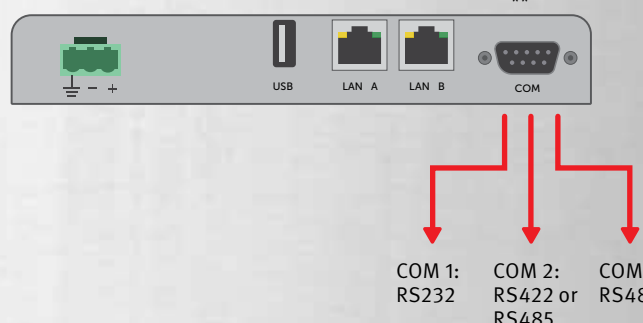 **
- +
USB LAN A LAN B COM
COM 1: COM 2: COM
RS232 RS422 or
RS485